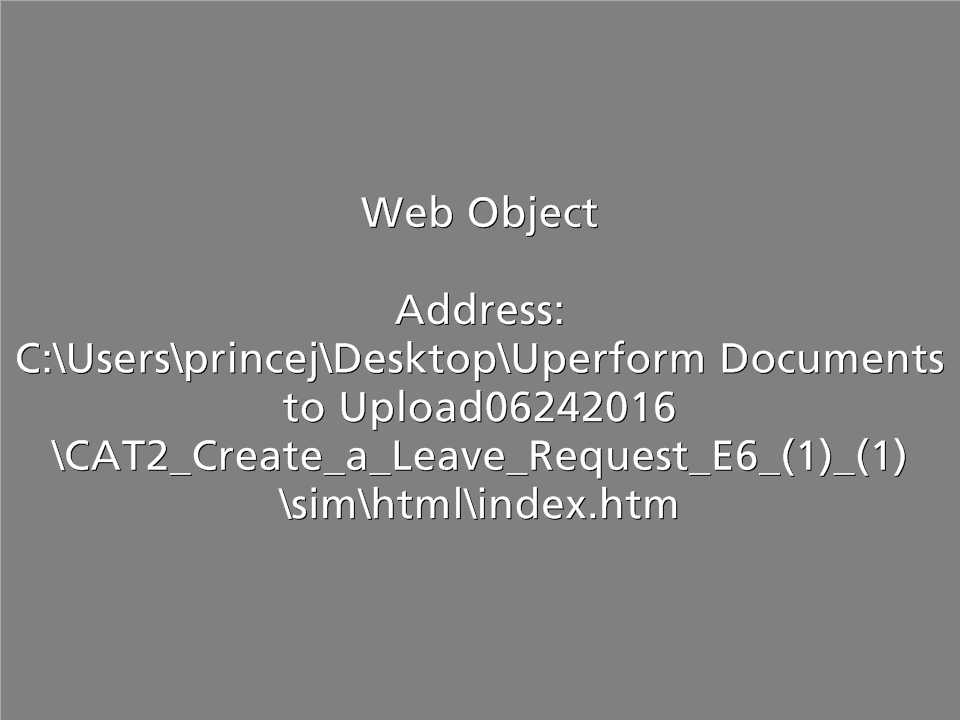 Web Object
Address:
C:\Users\princej\Desktop\Uperform Documents
to Upload06242016
\CAT2_Create_a_Leave_Request_E6_(1)_(1)
\sim\html\index.htm